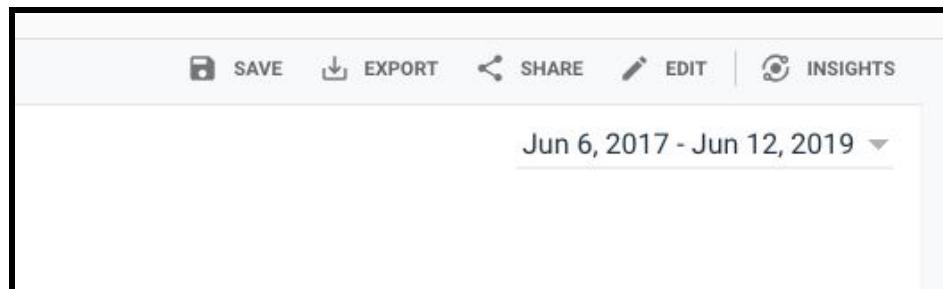 SAVE EXPORT SHARE EDIT INSIGHTS
Jun 6, 2017 - Jun 12, 2019